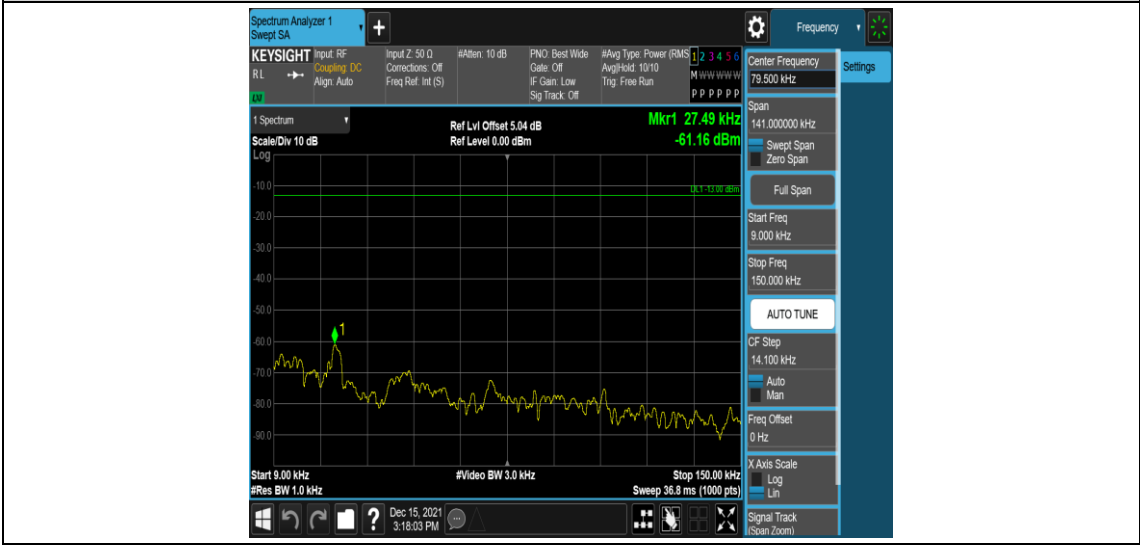 Spectrum Analyzer 1
Swept SA
+
Frequency
KEYSIGHT
RL
LM
Input: RF
Coupling: DC
Align: Auto
Input Z: 50 Ω
Corrections: Off
Freq Ref: Int (S)
#Atten: 10 dB
PNO: Best Wide
Gate: Off
IF Gain: Low
Sig Track: Off
#Avg Type: Power (RMS
Avg|Hold: 10/10
Trig: Free Run
1 2 3 4 5 6
M W W W W W
P P P P P P
1 Spectrum
Scale/Div 10 dB
Log
Ref Lvl Offset 5.04 dB
Ref Level 0.00 dBm
Mkr1 27.49 kHz
-61.16 dBm
DL1 -13.00 dBm
-10.0
-20.0
-30.0
-40.0
-50.0
-60.0
-70.0
-80.0
-90.0
1
Start 9.00 kHz
#Res BW 1.0 kHz
#Video BW 3.0 kHz
Stop 150.00 kHz
Sweep 36.8 ms (1000 pts)
?
Dec 15, 2021
3:18:03 PM
Center Frequency
79.500 kHz
Settings
Span
141.000000 kHz
Swept Span
Zero Span
Full Span
Start Freq
9.000 kHz
Stop Freq
150.000 kHz
AUTO TUNE
CF Step
14.100 kHz
Auto
Man
Freq Offset
0 Hz
X Axis Scale
Log
Lin
Signal Track
(Span Zoom)